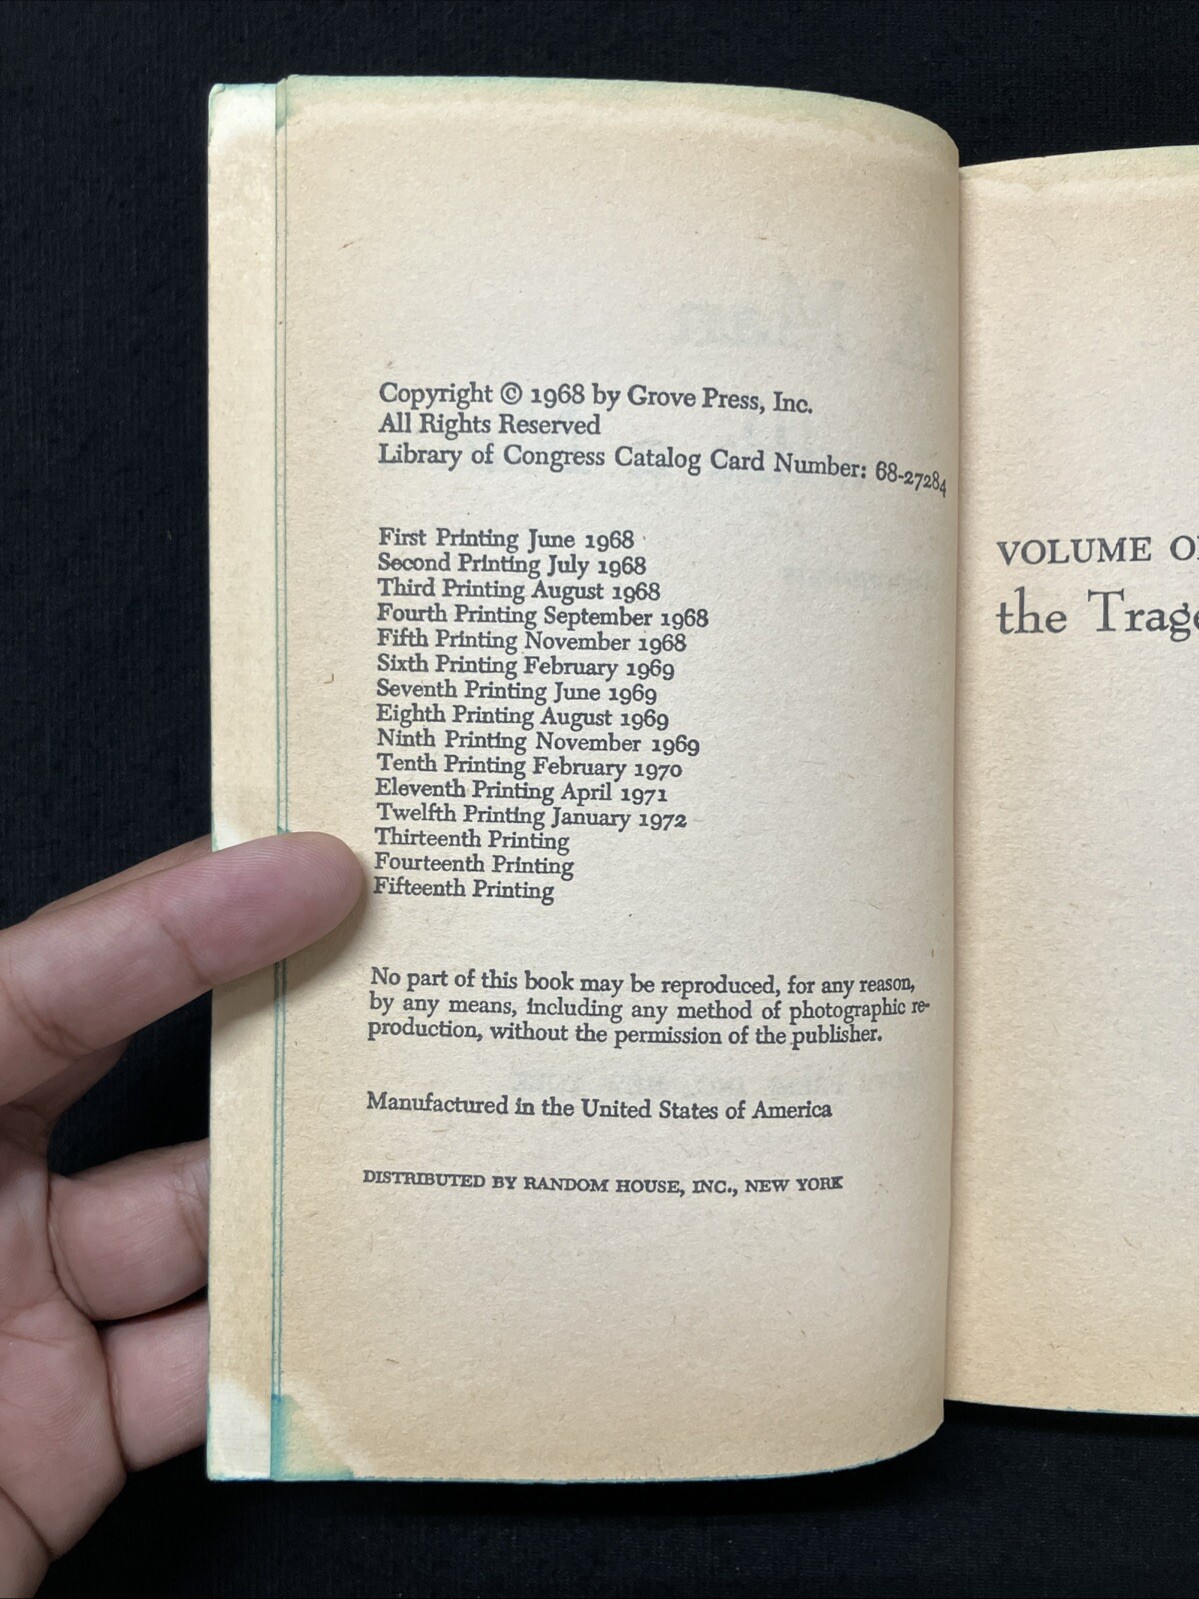 Copyright © 1968 by Grove Press, Inc.
All Rights Reserved
Library of Congress Catalog Card Number: 68-27284
First Printing June 1968
Second Printing July 1968
Third Printing August 1968
Fourth Printing September 1968
Fifth Printing November 1968
Sixth Printing February 1969
Seventh Printing June 1969
Eighth Printing August 1969
Ninth Printing November 1969
Tenth Printing February 1970
Eleventh Printing April 1971
Twelfth Printing January 1972
Thirteenth Printing
Fourteenth Printing
Fifteenth Printing
No part of this book may be reproduced, for any reason,
by any means, including any method of photographic re-
production, without the permission of the publisher.
Manufactured in the United States of America
DISTRIBUTED BY RANDOM HOUSE, INC., NEW YORK
VOLUME
the